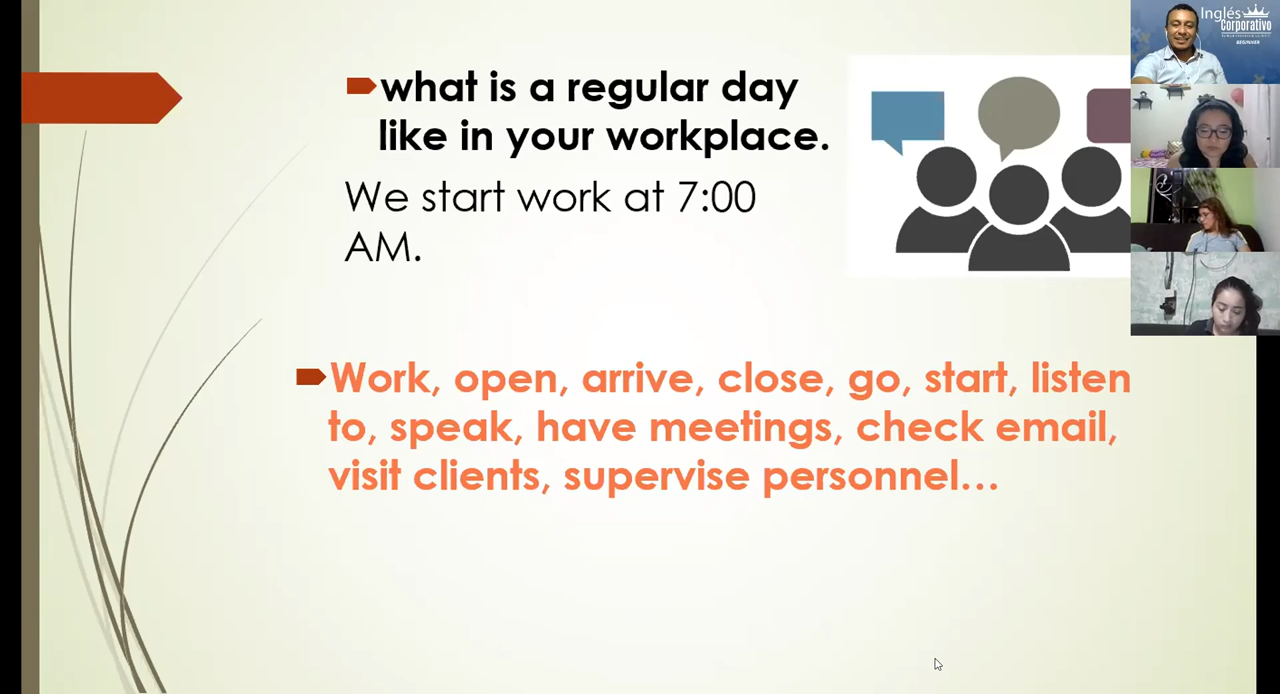 what is a regular day
like in your workplace.
We start work at 7:00
AM.
Work, open, arrive, close, go, start, listen
to, speak, have meetings, check email,
visit clients, supervise personnel…
Inglés
Corporativo
BEGINNER